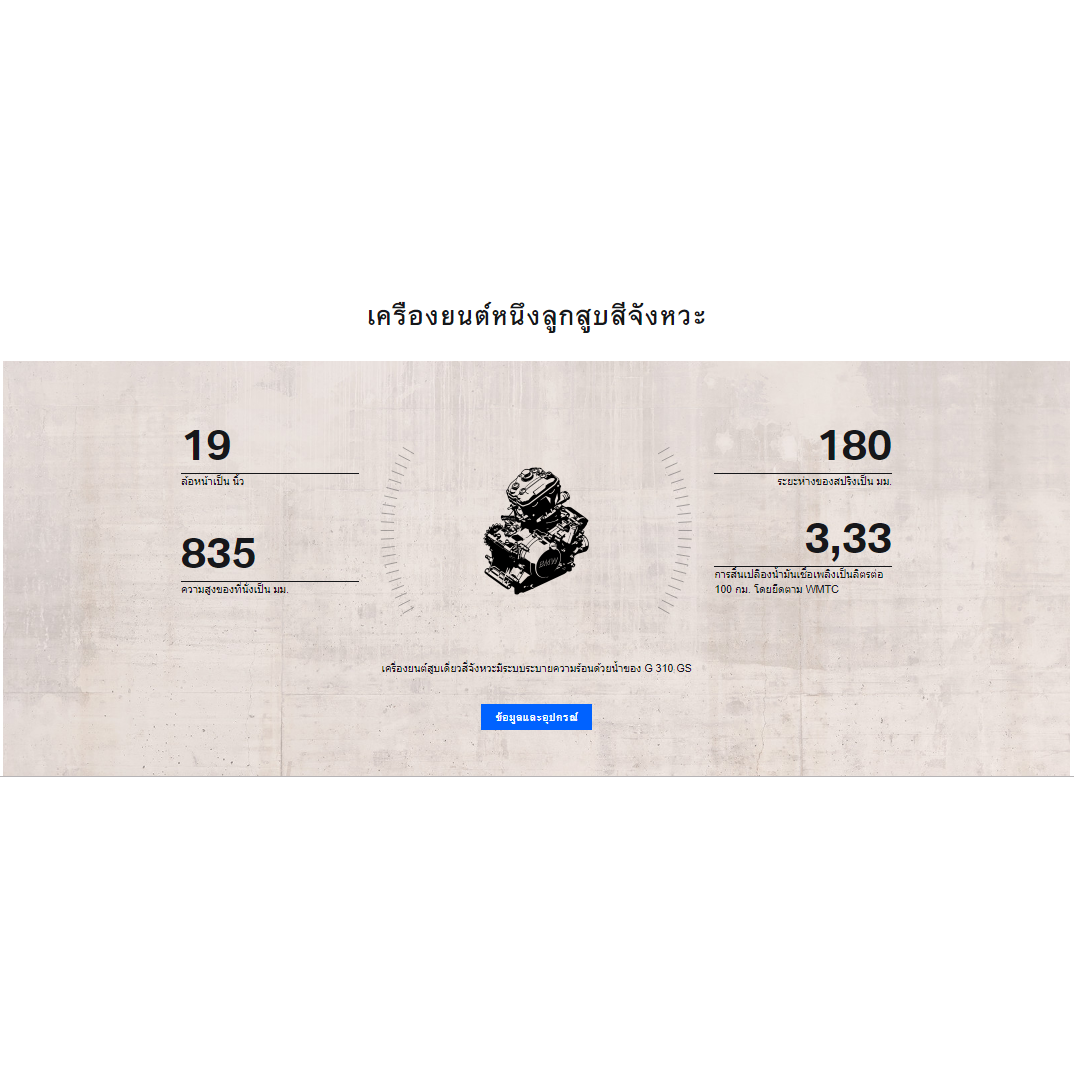 เครื่องยนต์หนึ่งลูกสูบสี่จังหวะ
19
ล้อหน้าเป็น นิ้ว
835
ความสูงของที่นั่งเป็น มม.
180
ระยะห่างของสปริงเป็น มม.
3,33
การสิ้นเปลืองน้ำมันเชื้อเพลิงเป็นลิตรต่อ
100 กม. โดยยึดตาม WMTC
BMW
เครื่องยนต์สูบเดียวสี่จังหวะมีระบบระบายความร้อนด้วยน้ำของ G 310 GS
ข้อมูลและอุปกรณ์